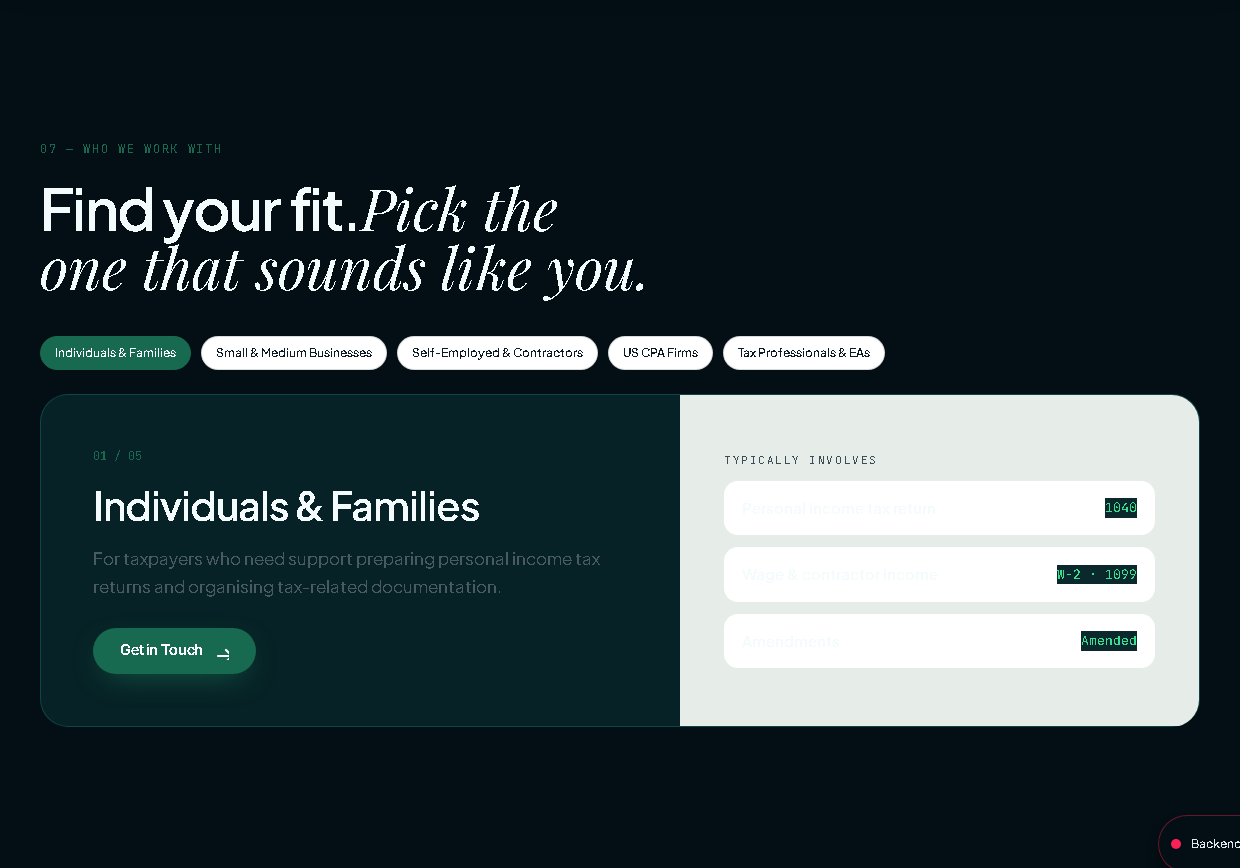 07 — WHO WE WORK WITH
Find your fit. Pick the
one that sounds like you.
Individuals & Families
Small & Medium Businesses
Self-Employed & Contractors
US CPA Firms
Tax Professionals & EAs
01 / 05
Individuals & Families
For taxpayers who need support preparing personal income tax
returns and organising tax-related documentation.
Get in Touch
TYPICALLY INVOLVES
Personal income tax return 1040
Wage & contractor income W-2 · 1099
Amendments Amended